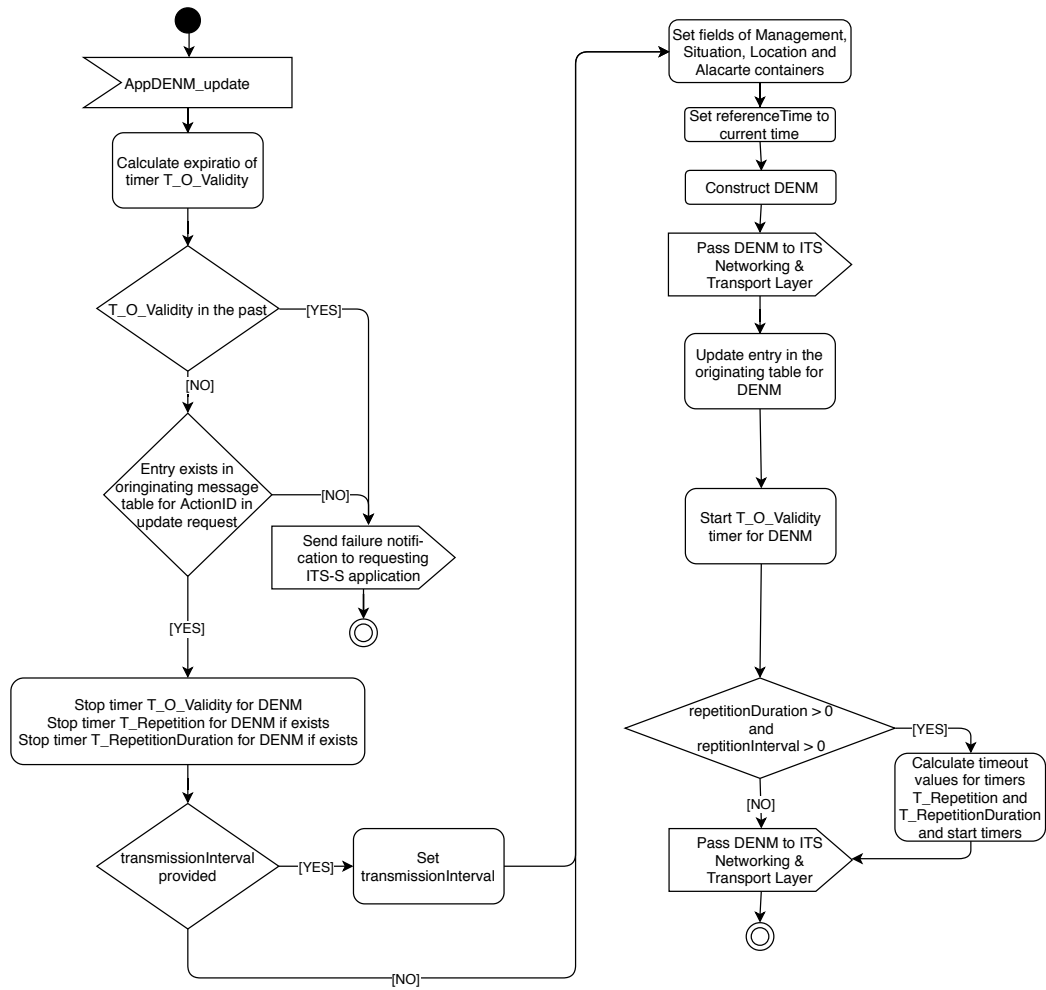 AppDENM_update
Calculate expiratio of
timer T_O_Validity
T_O_Validity in the past
[YES]
[NO]
Entry exists in
oringinating message
table for ActionID in
update request
[NO]
Send failure notifi-
cation to requesting
ITS-S application
[YES]
Stop timer T_O_Validity for DENM
Stop timer T_Repetition for DENM if exists
Stop timer T_RepetitionDuration for DENM if exists
transmissionInterval
provided
[YES]
Set
transmissionInterval
[NO]
Set fields of Management,
Situation, Location and
Alacarte containers
Set referenceTime to
current time
Construct DENM
Pass DENM to ITS
Networking &
Transport Layer
Update entry in the
originating table for
DENM
Start T_O_Validity
timer for DENM
repetitionDuration > 0
and
reptitionInterval > 0
[YES]
Calculate timeout
values for timers
T_Repetition and
T_RepetitionDuration
and start timers
[NO]
Pass DENM to ITS
Networking &
Transport Layer